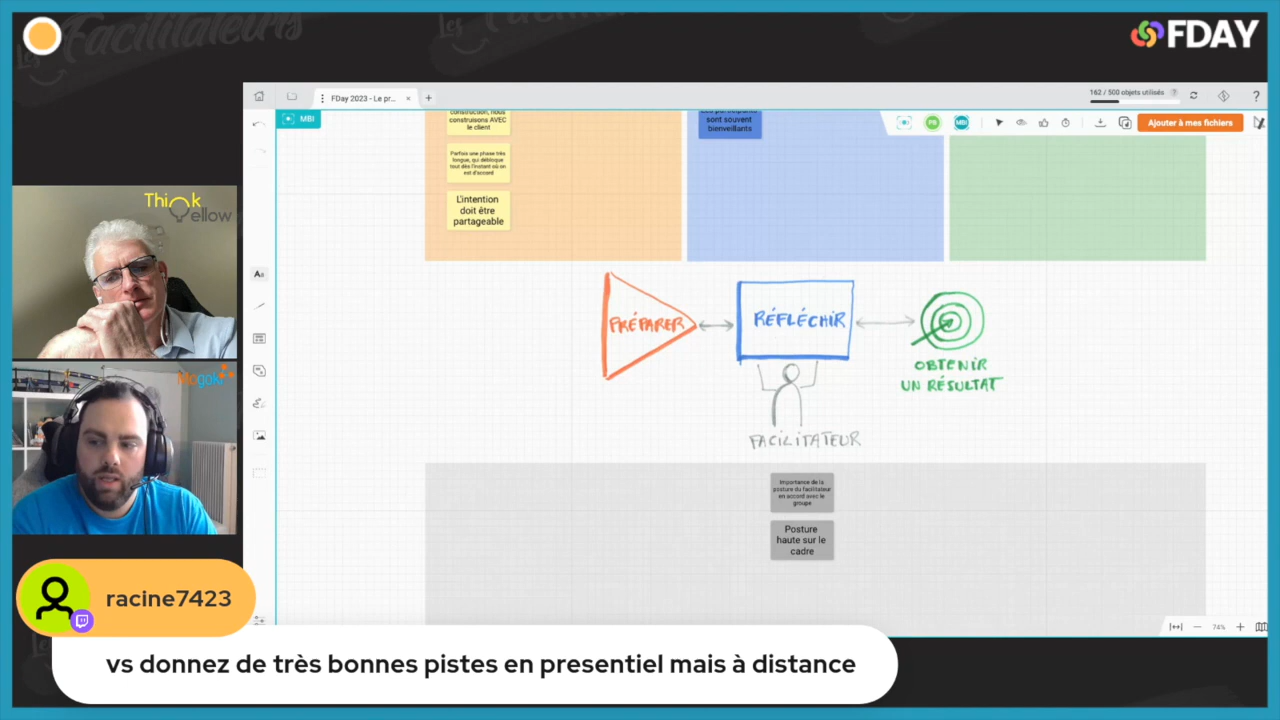 Les Facilitateurs
FDAY
FDay 2023 - Le pr...
162 / 500 objets utilisés
MBI
PB
MB
Ajouter à mes fichiers
construction, nous
construisons AVEC
le client
Parfois une phase très
longue, qui débloque
tout dès l'instant où on
est d'accord
L'intention
doit être
partageable
sont souvent
bienveillants
Think
Yellow
PRÉPARER
RÉFLÉCHIR
OBTENIR
UN RÉSULTAT
FACILITATEUR
Importance de la
posture du facilitateur
en accord avec le
groupe
Posture
haute sur le
cadre
74%
racine7423
vs donnez de très bonnes pistes en presentiel mais à distance